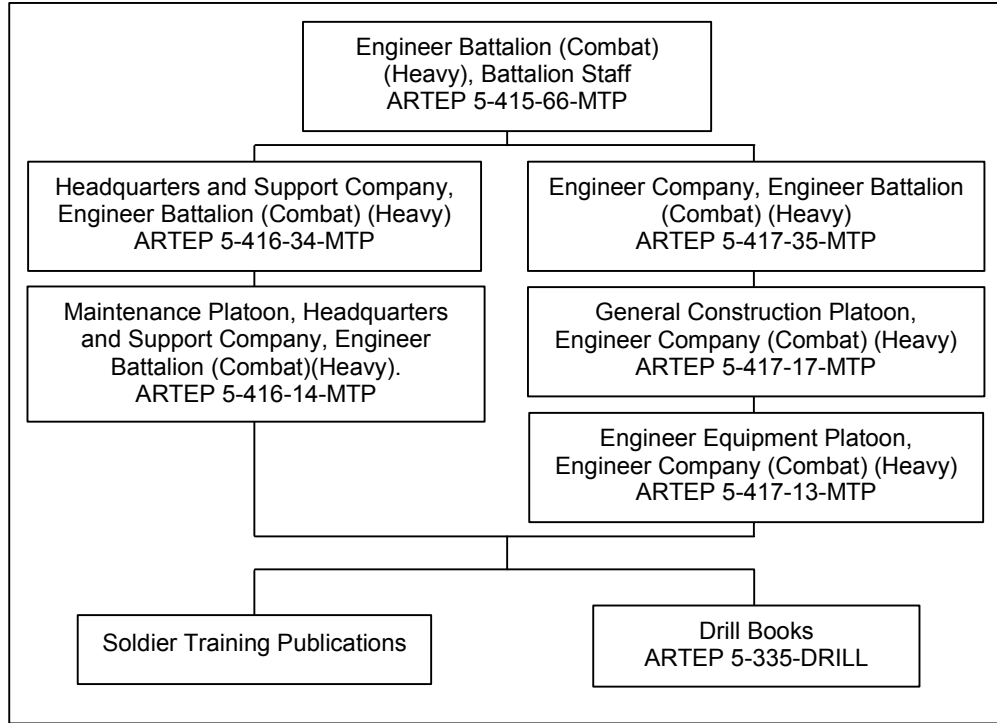 Engineer Battalion (Combat)
(Heavy), Battalion Staff
ARTEP 5-415-66-MTP
Headquarters and Support Company,
Engineer Battalion (Combat) (Heavy)
ARTEP 5-416-34-MTP
Engineer Company, Engineer Battalion
(Combat) (Heavy)
ARTEP 5-417-35-MTP
Maintenance Platoon, Headquarters
and Support Company, Engineer
Battalion (Combat)(Heavy).
ARTEP 5-416-14-MTP
General Construction Platoon,
Engineer Company (Combat) (Heavy)
ARTEP 5-417-17-MTP
Engineer Equipment Platoon,
Engineer Company (Combat) (Heavy)
ARTEP 5-417-13-MTP
Soldier Training Publications
Drill Books
ARTEP 5-335-DRILL